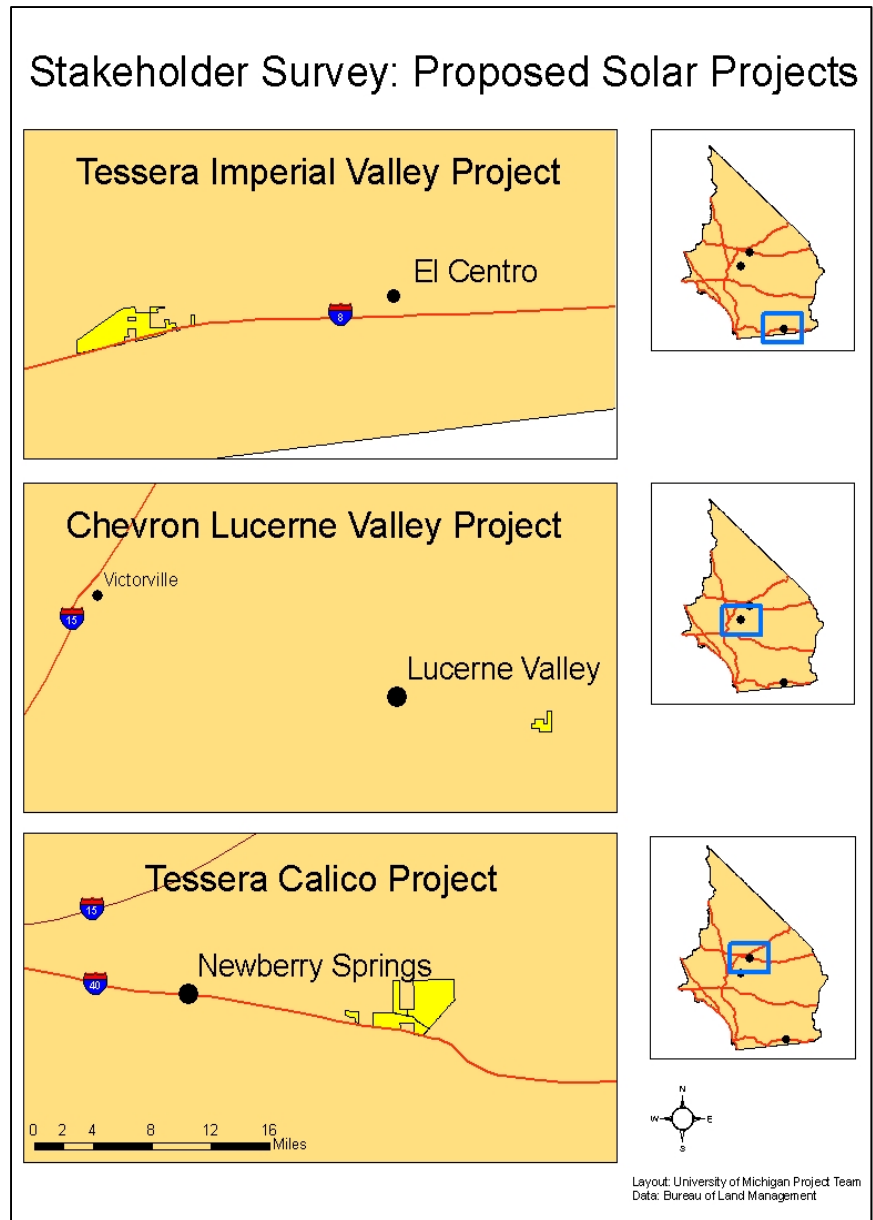 Stakeholder Survey: Proposed Solar Projects
Tessera Imperial Valley Project
El Centro
8
Chevron Lucerne Valley Project
Victorville
15
Lucerne Valley
Tessera Calico Project
15
Newberry Springs
40
0 2 4 8 12 16
Miles
N
W E
S
Layout: University of Michigan Project Team
Data: Bureau of Land Management